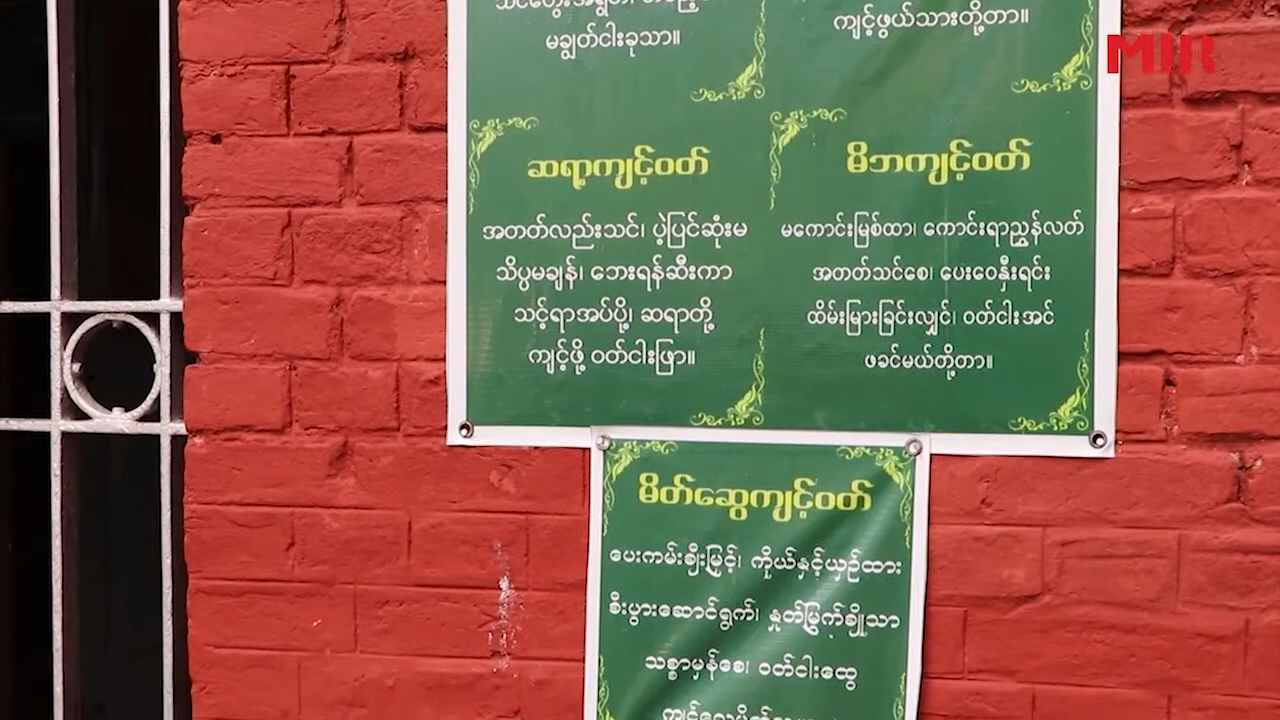 မချွတ်ငါးခုသာ။
ကျင့်ဖွယ်သားတို့တာ။
MIR
ဆရာ့ကျင့်ဝတ်
အတတ်လည်းသင်၊ ပဲ့ပြင်ဆုံးမ
သိပ္ပမချန်၊ ဘေးရန်ဆီးကာ
သင့်ရာအပ်ပို့၊ ဆရာတို့
ကျင့်ဖို့ ဝတ်ငါးဖြာ။
မိဘကျင့်ဝတ်
မကောင်းမြစ်ထာ၊ ကောင်းရာညွှန်လတ်
အတတ်သင်စေ၊ ပေးဝေနှီးရင်း
ထိမ်းမြားခြင်းလျှင်၊ ဝတ်ငါးအင်
ဖခင်မယ်တို့တာ။
မိတ်ဆွေကျင့်ဝတ်
ပေးကမ်းချီးမြှင့်၊ ကိုယ်နှင့်ယှဉ်ထား
စီးပွားဆောင်ရွက်၊ နှုတ်မြွက်ချိုသာ
သစ္စာမှန်စေ၊ ဝတ်ငါးထွေ